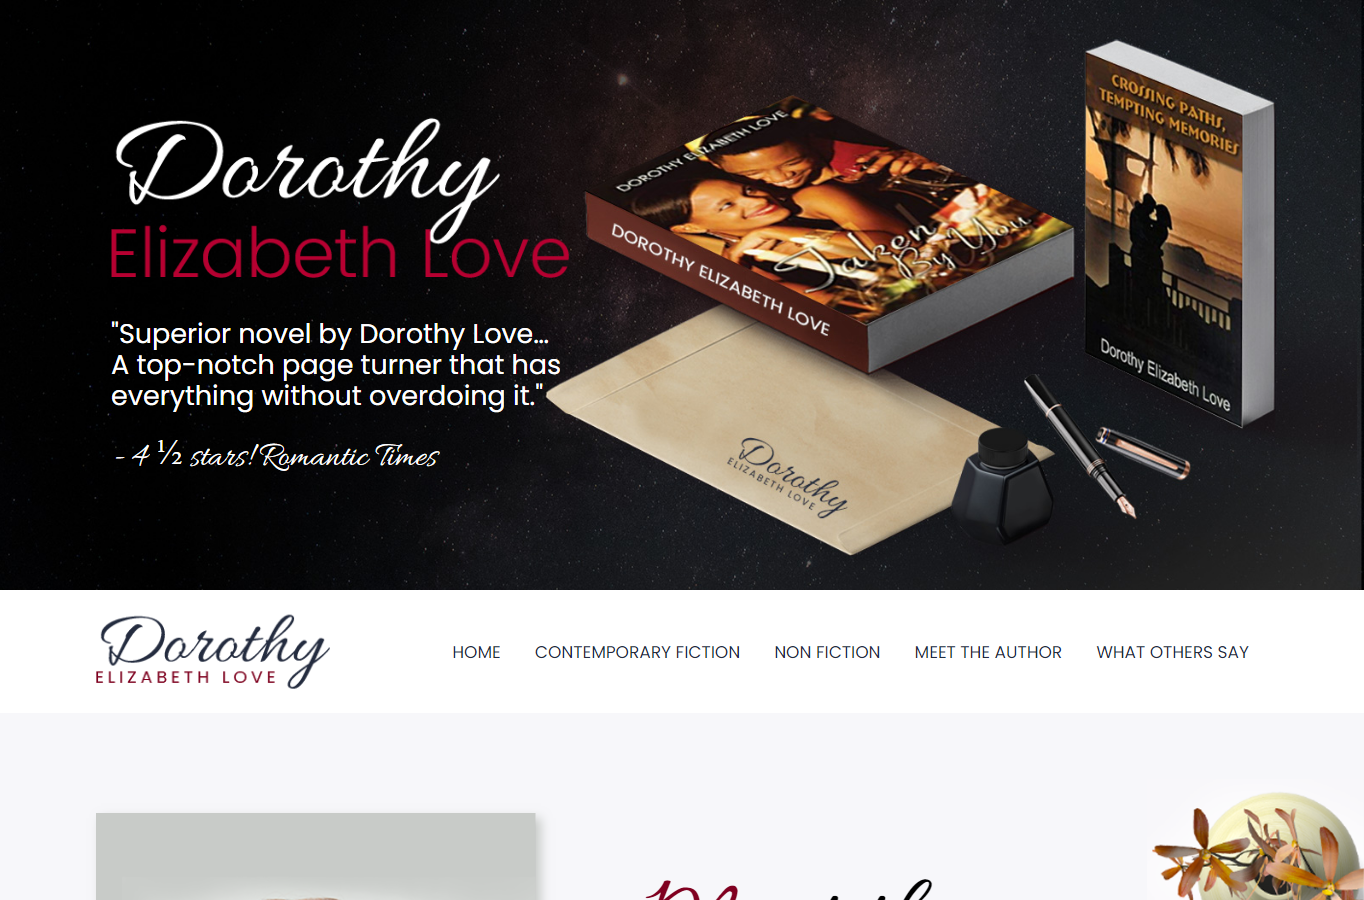 Dorothy
Elizabeth Love
"Superior novel by Dorothy Love...
A top-notch page turner that has
everything without overdoing it."
- 4 ½ stars! Romantic Times
DOROTHY ELIZABETH LOVE
Taken
By You
DOROTHY ELIZABETH LOVE
CROSSING PATHS,
TEMPTING MEMORIES
Dorothy Elizabeth Love
Dorothy
ELIZABETH LOVE
Dorothy
ELIZABETH LOVE
HOME
CONTEMPORARY FICTION
NON FICTION
MEET THE AUTHOR
WHAT OTHERS SAY